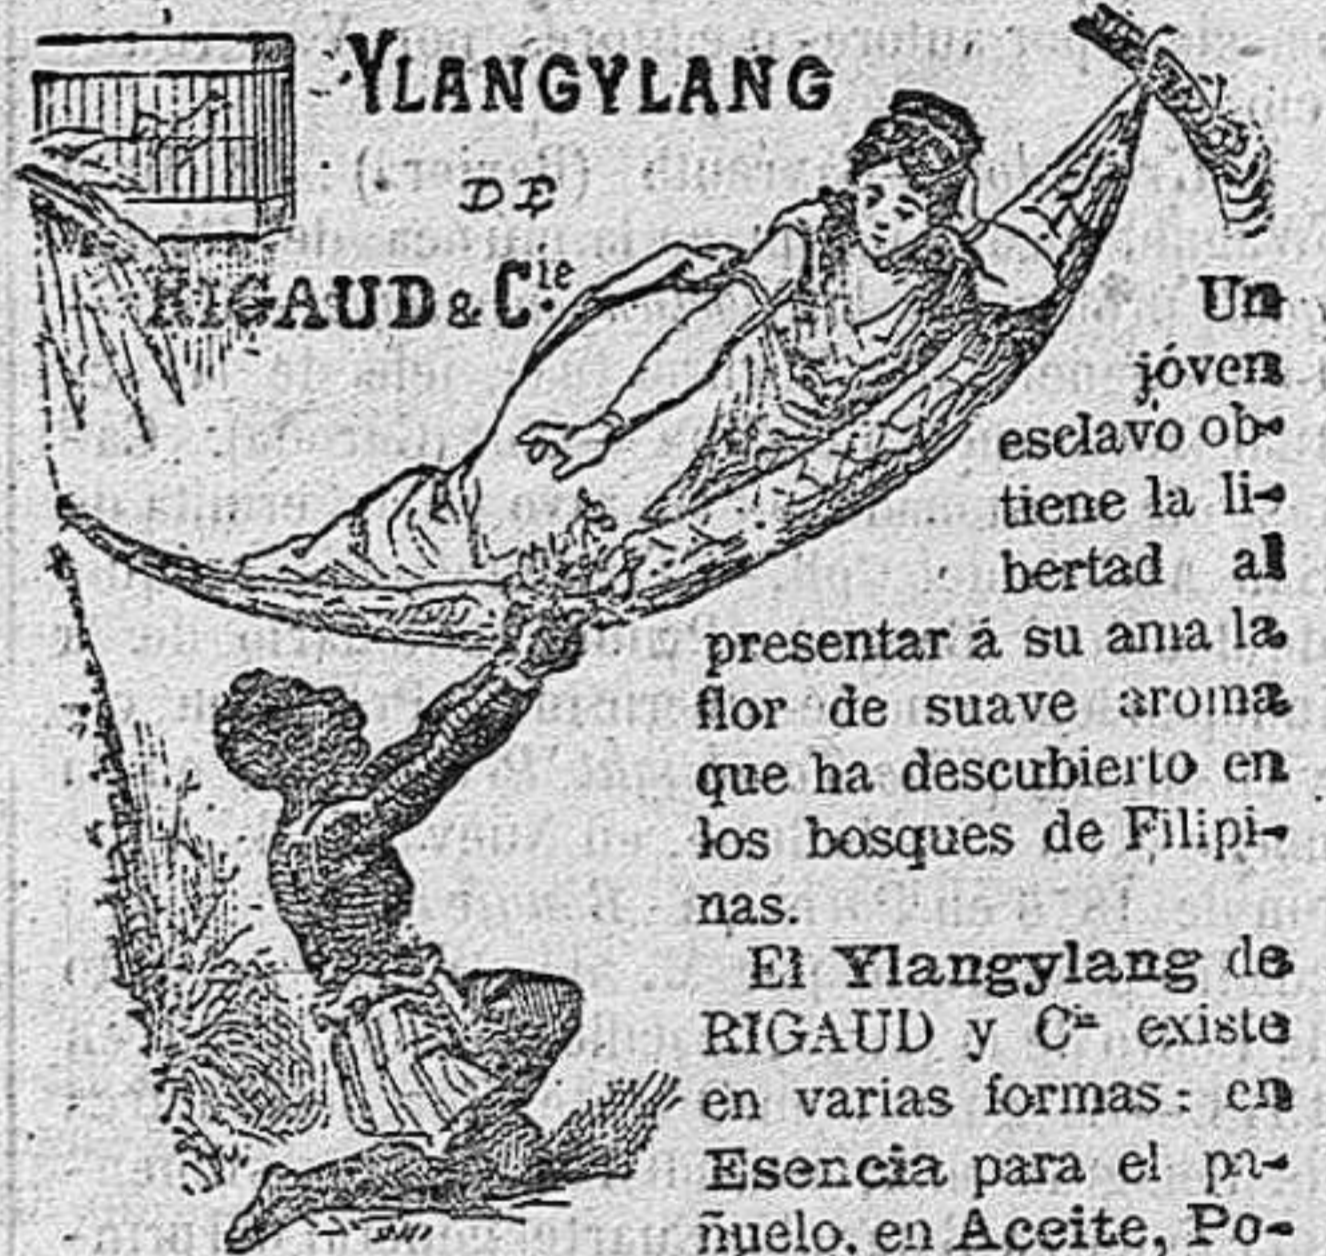 YLANGYLANG
DE
RIGAUD & Cie
Un
jóven
esclavo ob-
tiene la li-
bertad al
presentar á su ama la
flor de suave aroma
que ha descubierto en
los bosques de Filipi-
nas.
El Ylangylang de
RIGAUD y Cia existe
en varias formas: en
Esencia para el pa-
ñuelo, en Aceite, Po-